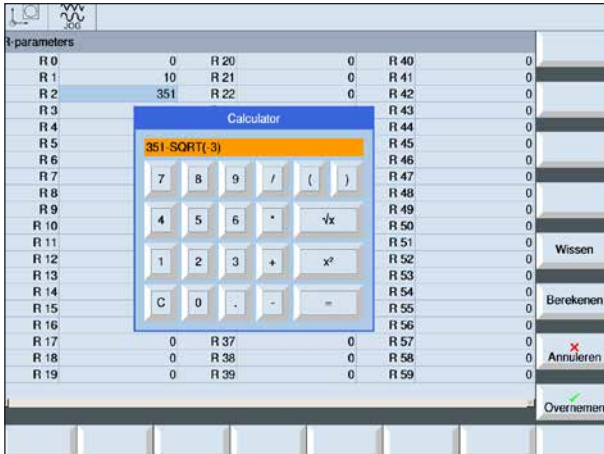 JOG
R-parameters
R 0 0 R 20 0 R 40 0
R 1 10 R 21 0 R 41 0
R 2 351 R 22 0 R 42 0
R 3 R 43 0
R 4 R 44 0
R 5 R 45 0
R 6 R 46 0
R 7 R 47 0
R 8 R 48 0
R 9 R 49 0
R 10 R 50 0
R 11 R 51 0
R 12 R 52 0
R 13 R 53 0
R 14 R 54 0
R 15 R 55 0
R 16 R 56 0
R 17 0 R 37 0 R 57 0
R 18 0 R 38 0 R 58 0
R 19 0 R 39 0 R 59 0
Calculator
351-SQRT(-3)
7 8 9 / ( )
4 5 6 * √x
1 2 3 + x²
C 0 . - =
Wissen
Berekenen
Annuleren
Overnemen